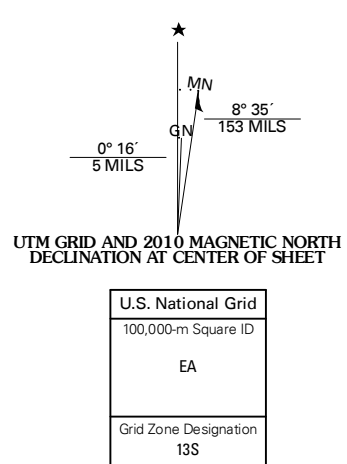 MN
8° 35´
153 MILS
GN
0° 16´
5 MILS
UTM GRID AND 2010 MAGNETIC NORTH
DECLINATION AT CENTER OF SHEET
U.S. National Grid
100,000-m Square ID
EA
Grid Zone Designation
13S